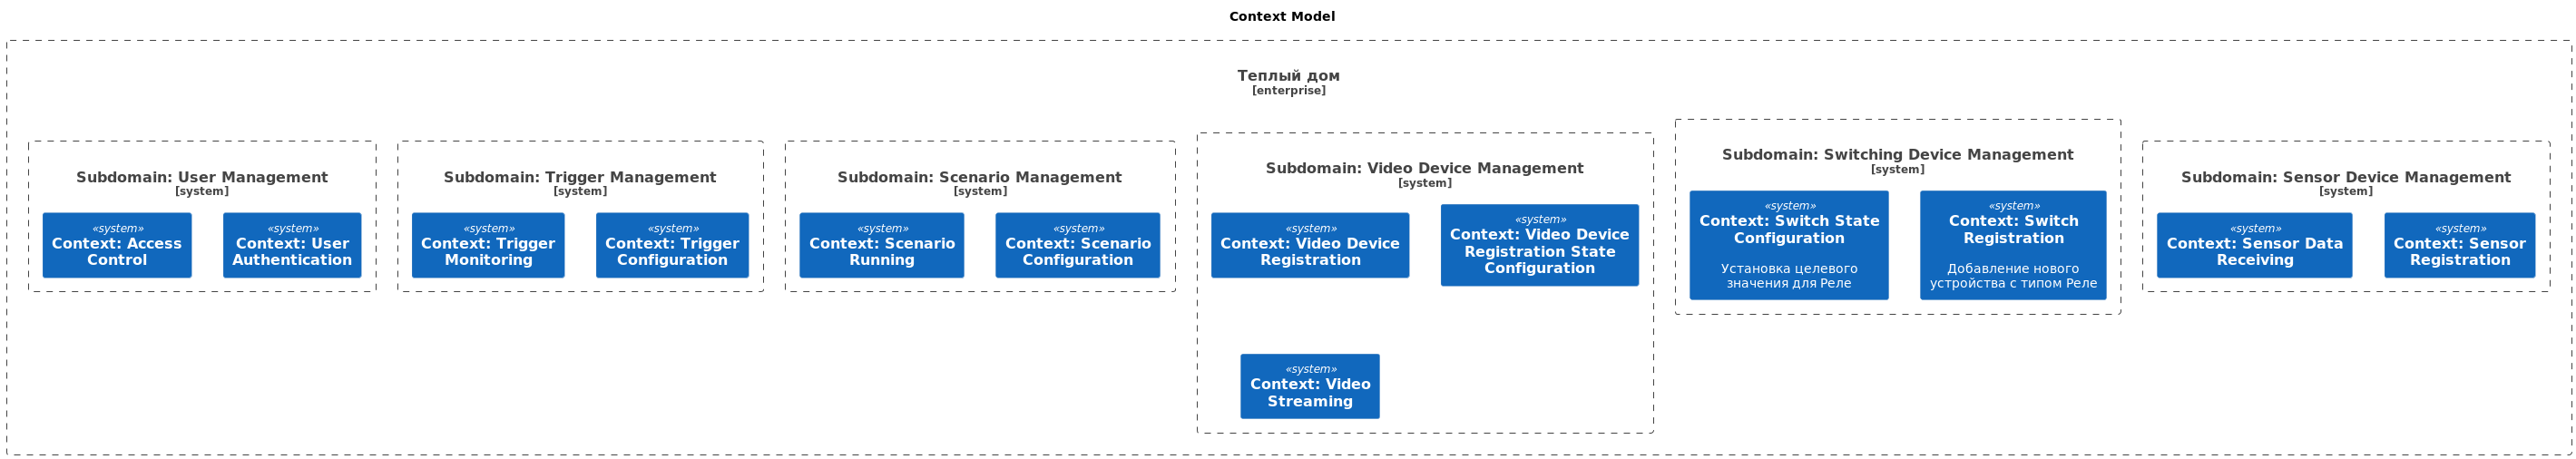 Context Model
Теплый дом
[enterprise]
Subdomain: User Management
[system]
«system»
Context: Access
Control
«system»
Context: User
Authentication
Subdomain: Trigger Management
[system]
«system»
Context: Trigger
Monitoring
«system»
Context: Trigger
Configuration
Subdomain: Scenario Management
[system]
«system»
Context: Scenario
Running
«system»
Context: Scenario
Configuration
Subdomain: Video Device Management
[system]
«system»
Context: Video Device
Registration
«system»
Context: Video Device
Registration State
Configuration
«system»
Context: Video
Streaming
Subdomain: Switching Device Management
[system]
«system»
Context: Switch State
Configuration
Установка целевого
значения для Реле
«system»
Context: Switch
Registration
Добавление нового
устройства с типом Реле
Subdomain: Sensor Device Management
[system]
«system»
Context: Sensor Data
Receiving
«system»
Context: Sensor
Registration